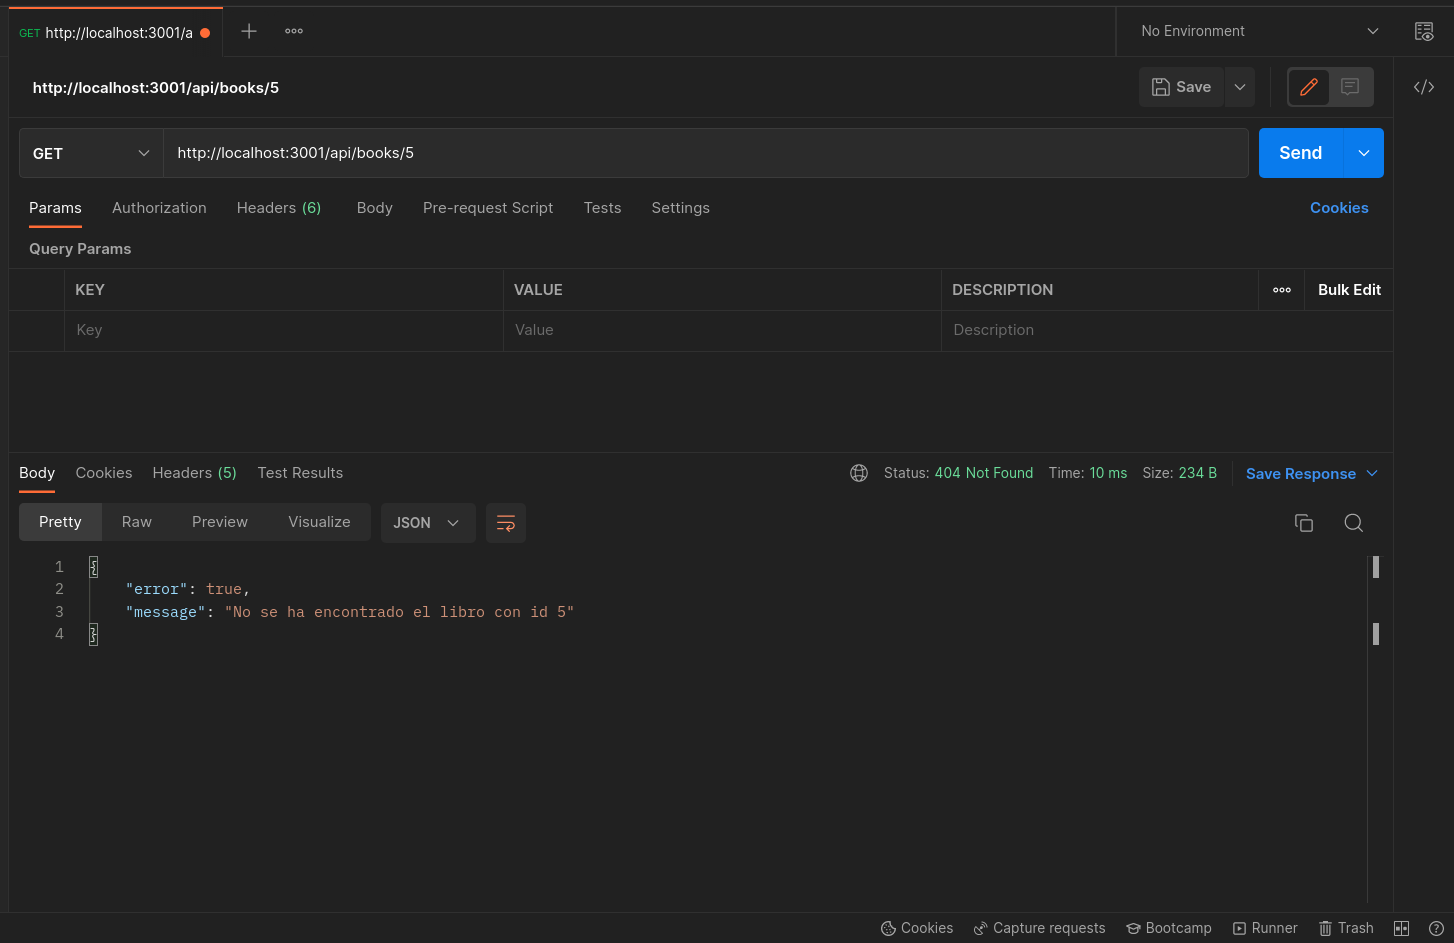 GET http://localhost:3001/a
No Environment
http://localhost:3001/api/books/5
Save
GET http://localhost:3001/api/books/5 Send
Params Authorization Headers (6) Body Pre-request Script Tests Settings Cookies
Query Params
KEY VALUE DESCRIPTION Bulk Edit
Key Value Description
Body Cookies Headers (5) Test Results Status: 404 Not Found Time: 10 ms Size: 234 B Save Response
Pretty Raw Preview Visualize JSON
1 {
2 "error": true,
3 "message": "No se ha encontrado el libro con id 5"
4 }
Cookies Capture requests Bootcamp Runner Trash